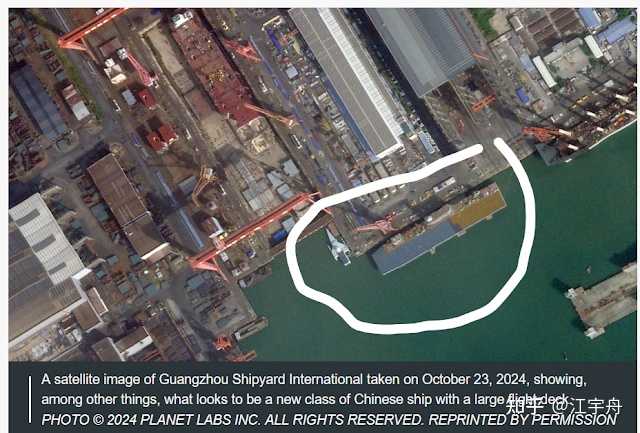 A satellite image of Guangzhou Shipyard International taken on October 23, 2024, showing,
among other things, what looks to be a new class of Chinese ship with a large flight deck.
PHOTO © 2024 PLANET LABS INC. ALL RIGHTS RESERVED. REPRINTED BY PERMISSION
知乎 @江宇舟